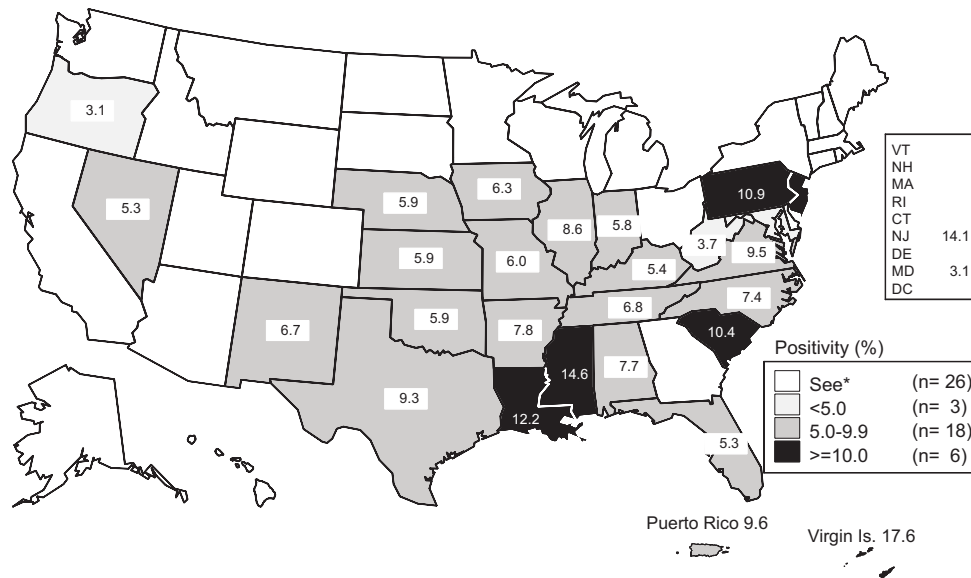 3.1
5.3
5.9
6.3
10.9
8.6
5.8
3.7
9.5
5.9
6.0
5.4
6.7
5.9
7.8
6.8
7.4
10.4
9.3
14.6
7.7
12.2
5.3
VT
NH
MA
RI
CT
NJ 14.1
DE
MD 3.1
DC
Positivity (%)
See* (n= 26)
<5.0 (n= 3)
5.0-9.9 (n= 18)
>=10.0 (n= 6)
Puerto Rico 9.6
Virgin Is. 17.6